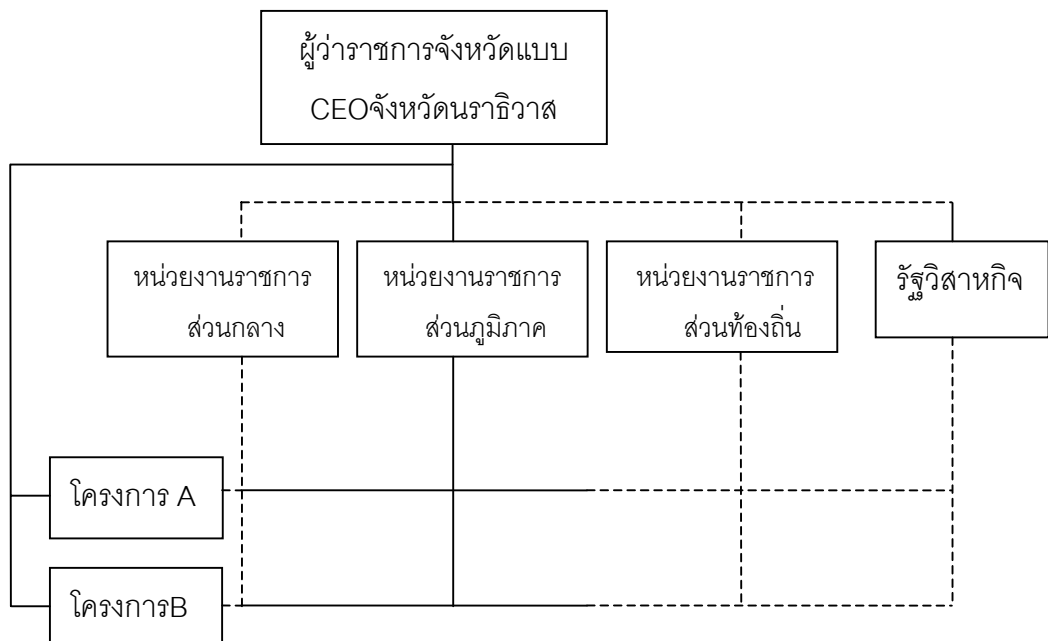 ผู้ว่าราชการจังหวัดแบบ
CEOจังหวัดนราธิวาส
หน่วยงานราชการ
ส่วนกลาง
หน่วยงานราชการ
ส่วนภูมิภาค
หน่วยงานราชการ
ส่วนท้องถิ่น
รัฐวิสาหกิจ
โครงการ A
โครงการB